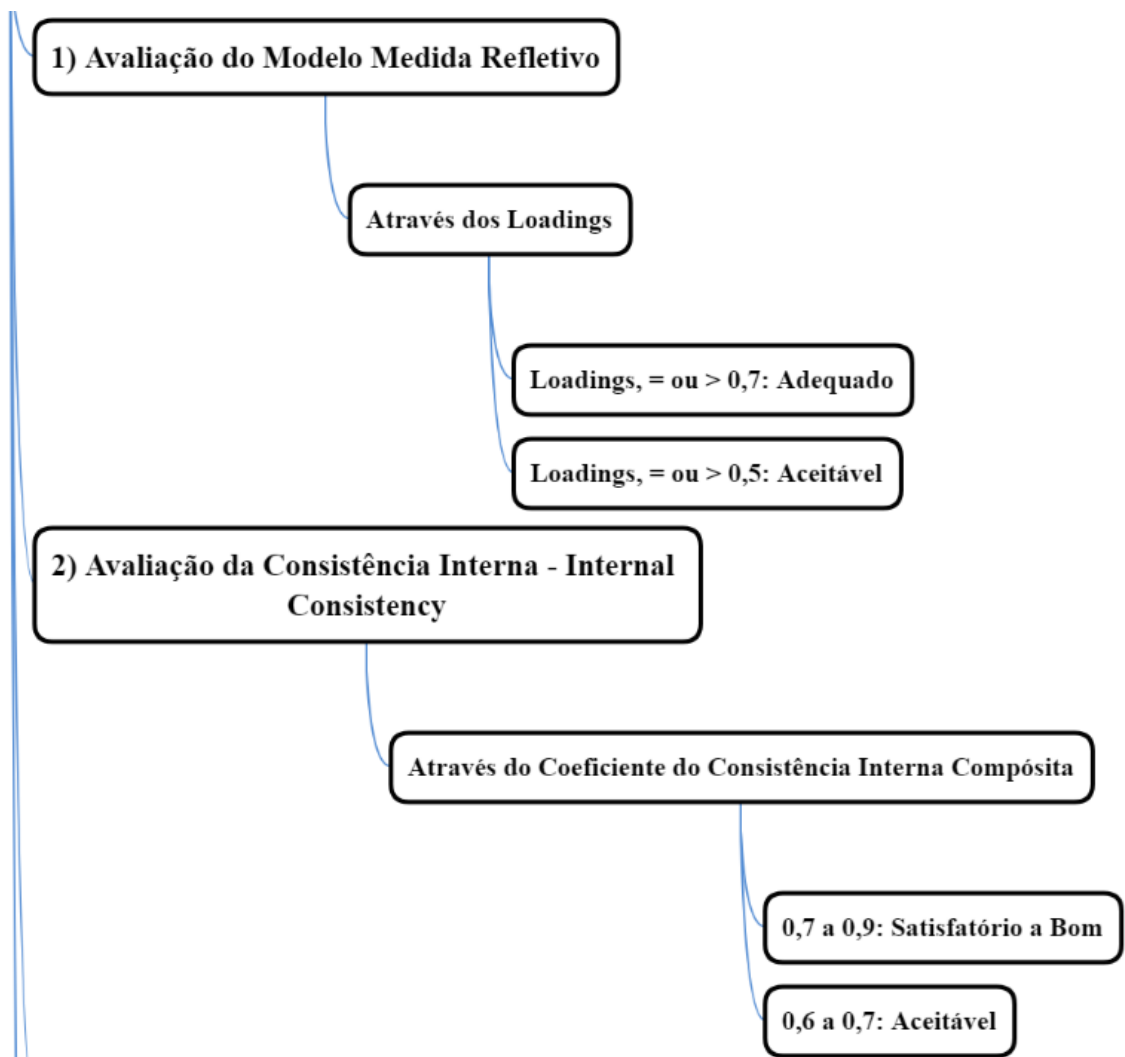 1) Avaliação do Modelo Medida Refletivo
Através dos Loadings
Loadings, = ou > 0,7: Adequado
Loadings, = ou > 0,5: Aceitável
2) Avaliação da Consistência Interna - Internal
Consistency
Através do Coeficiente do Consistência Interna Compósita
0,7 a 0,9: Satisfatório a Bom
0,6 a 0,7: Aceitável